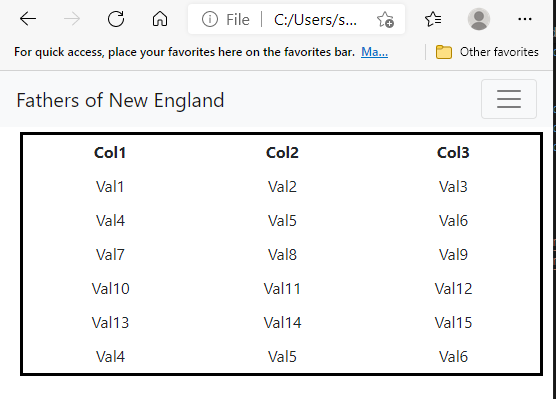 File | C:/Users/s...
For quick access, place your favorites here on the favorites bar. Ma... Other favorites
Fathers of New England
Col1 Col2 Col3
Val1 Val2 Val3
Val4 Val5 Val6
Val7 Val8 Val9
Val10 Val11 Val12
Val13 Val14 Val15
Val4 Val5 Val6